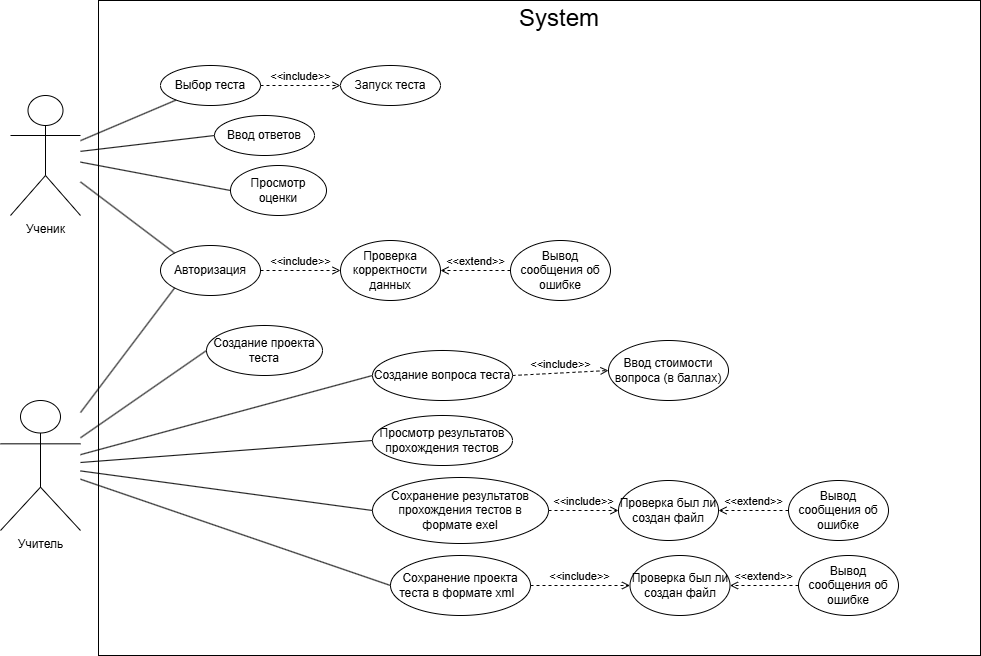 System
Выбор теста
<<include>>
Запуск теста
Ввод ответов
Просмотр
оценки
Ученик
Авторизация
<<include>>
Проверка
корректности
данных
<<extend>>
Вывод
сообщения об
ошибке
Создание проекта
теста
Создание вопроса теста
<<include>>
Ввод стоимости
вопроса (в баллах)
Просмотр результатов
прохождения тестов
Сохранение результатов
прохождения тестов в
формате exel
<<include>>
Проверка был ли
создан файл
<<extend>>
Вывод
сообщения об
ошибке
Учитель
Сохранение проекта
теста в формате xml
<<include>>
Проверка был ли
создан файл
<<extend>>
Вывод
сообщения об
ошибке